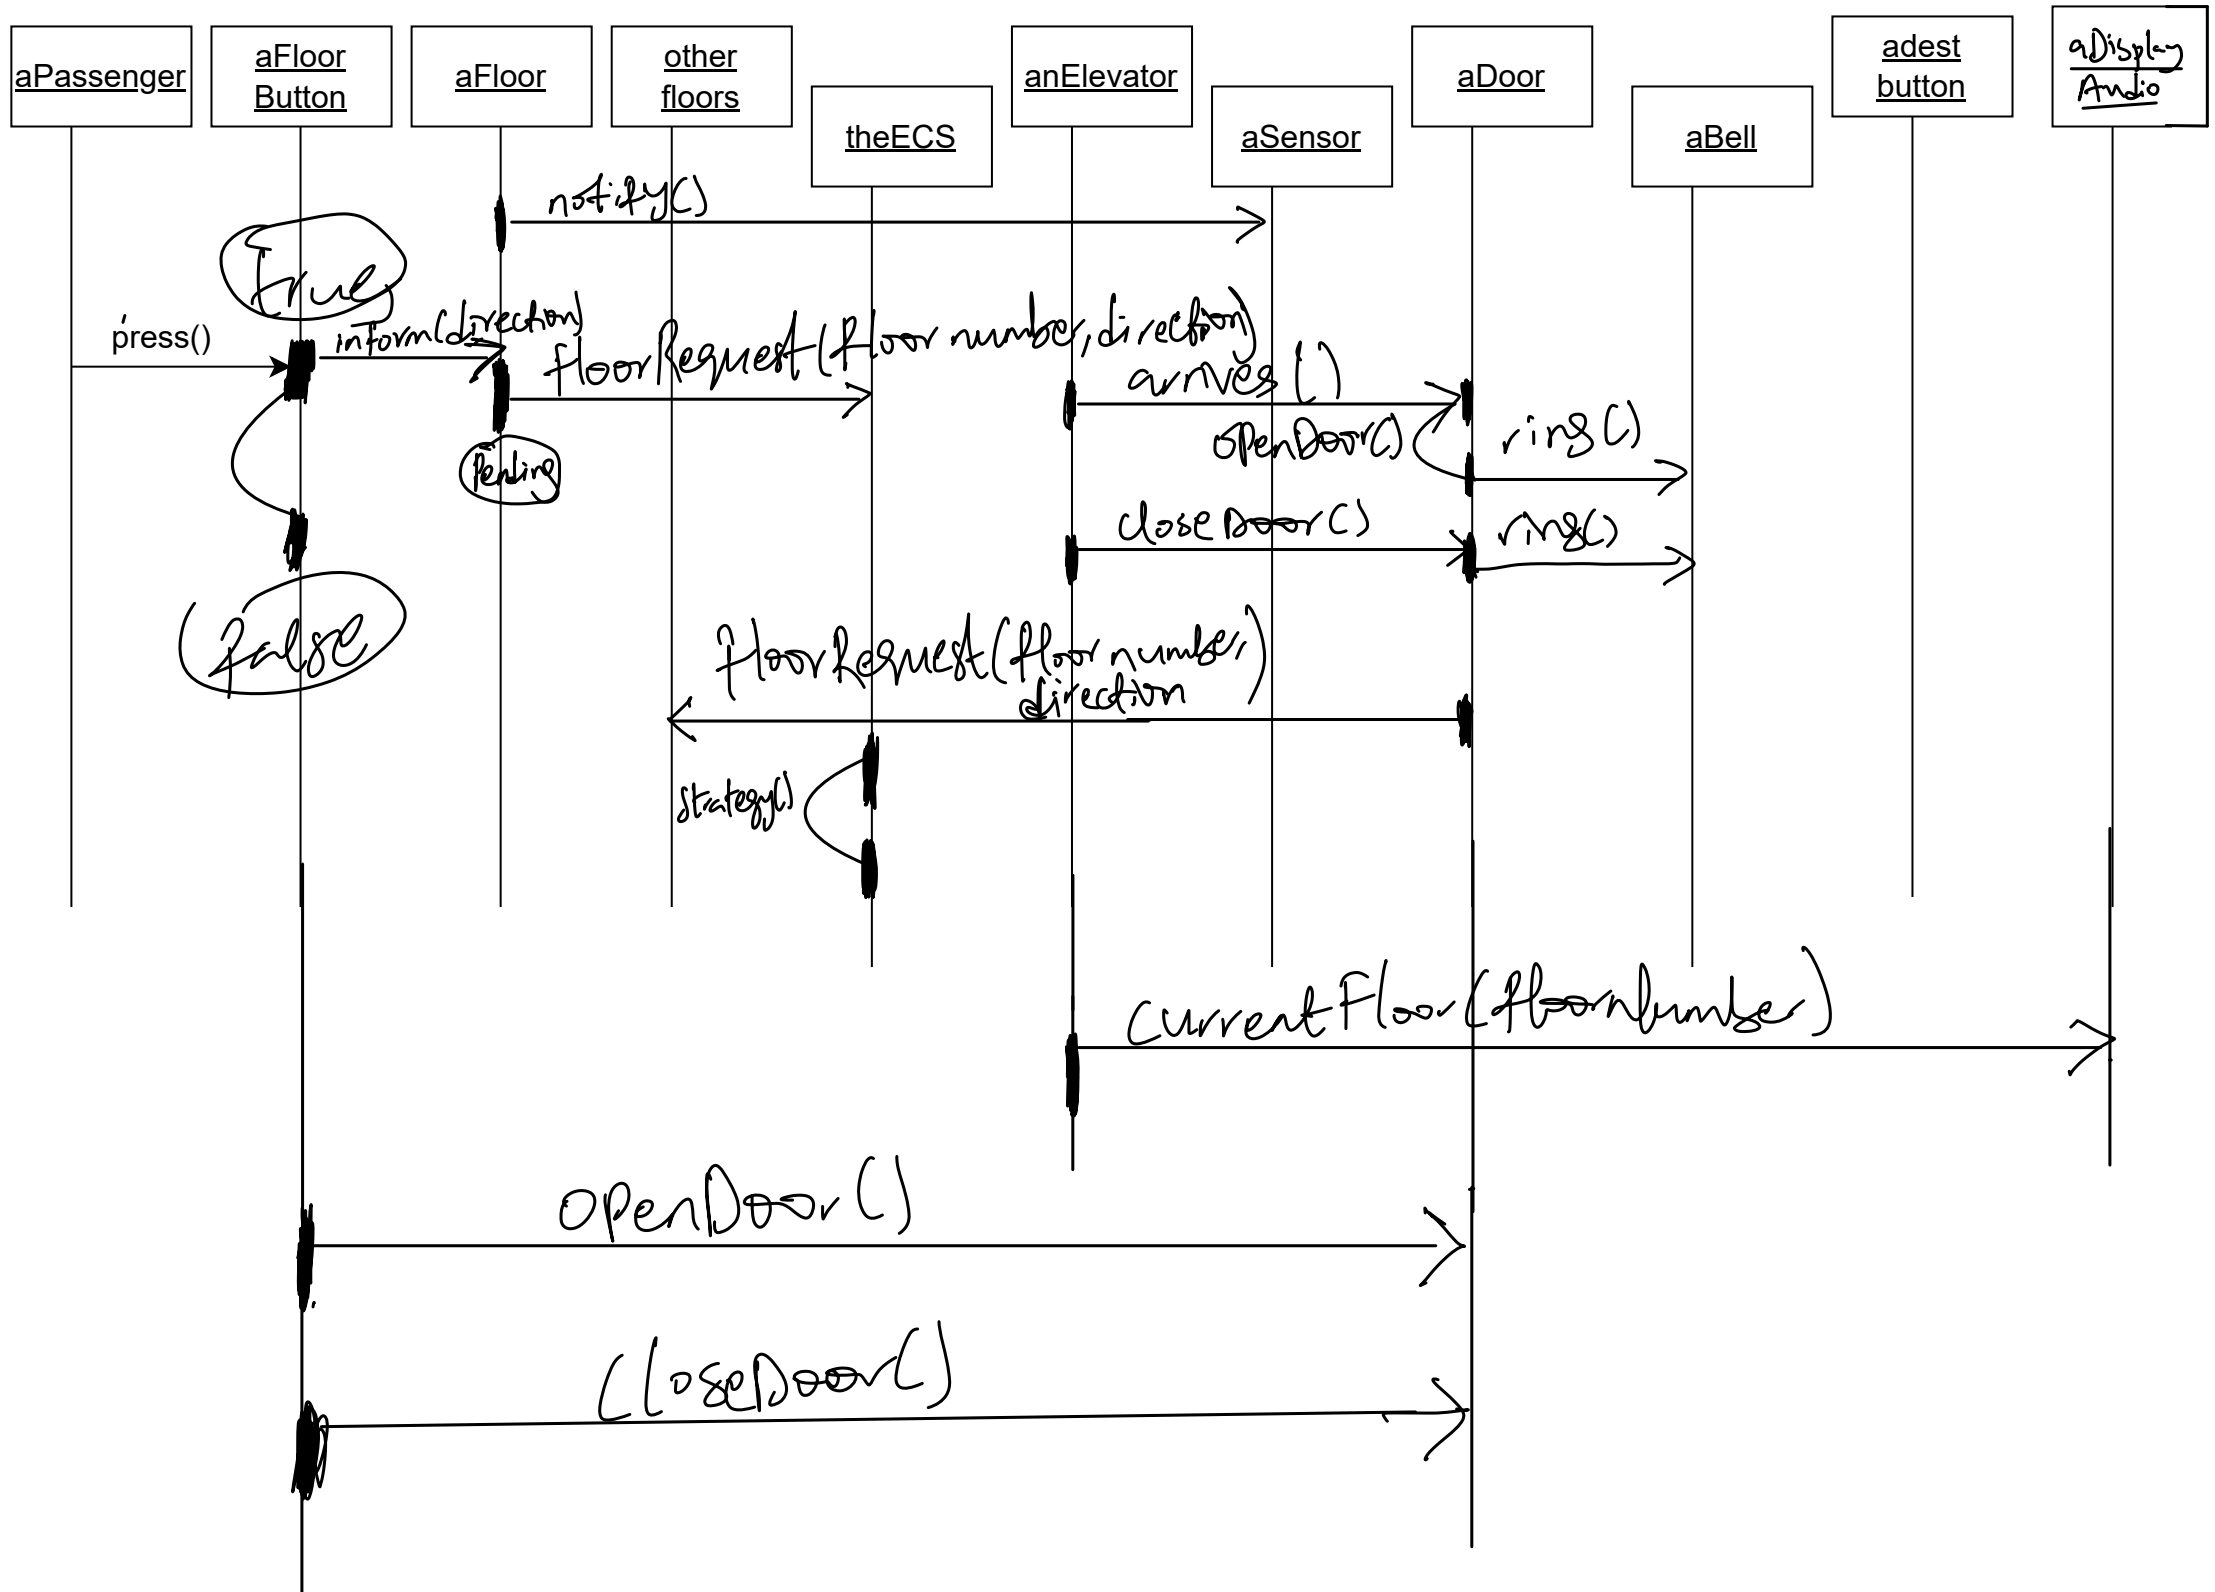 aPassenger
aFloor
Button
aFloor
other
floors
theECS
anElevator
aSensor
aDoor
aBell
adest
button
aDisplay
Audio
notify()
True
press()
inform(direction)
floorRequest(floor number, direction)
arrives()
openDoor()
ring()
Pending
closeDoor()
ring()
false
floorRequest(floor number,
direction)
strategy()
currentFloor(floorNumber)
openDoor()
closeDoor()